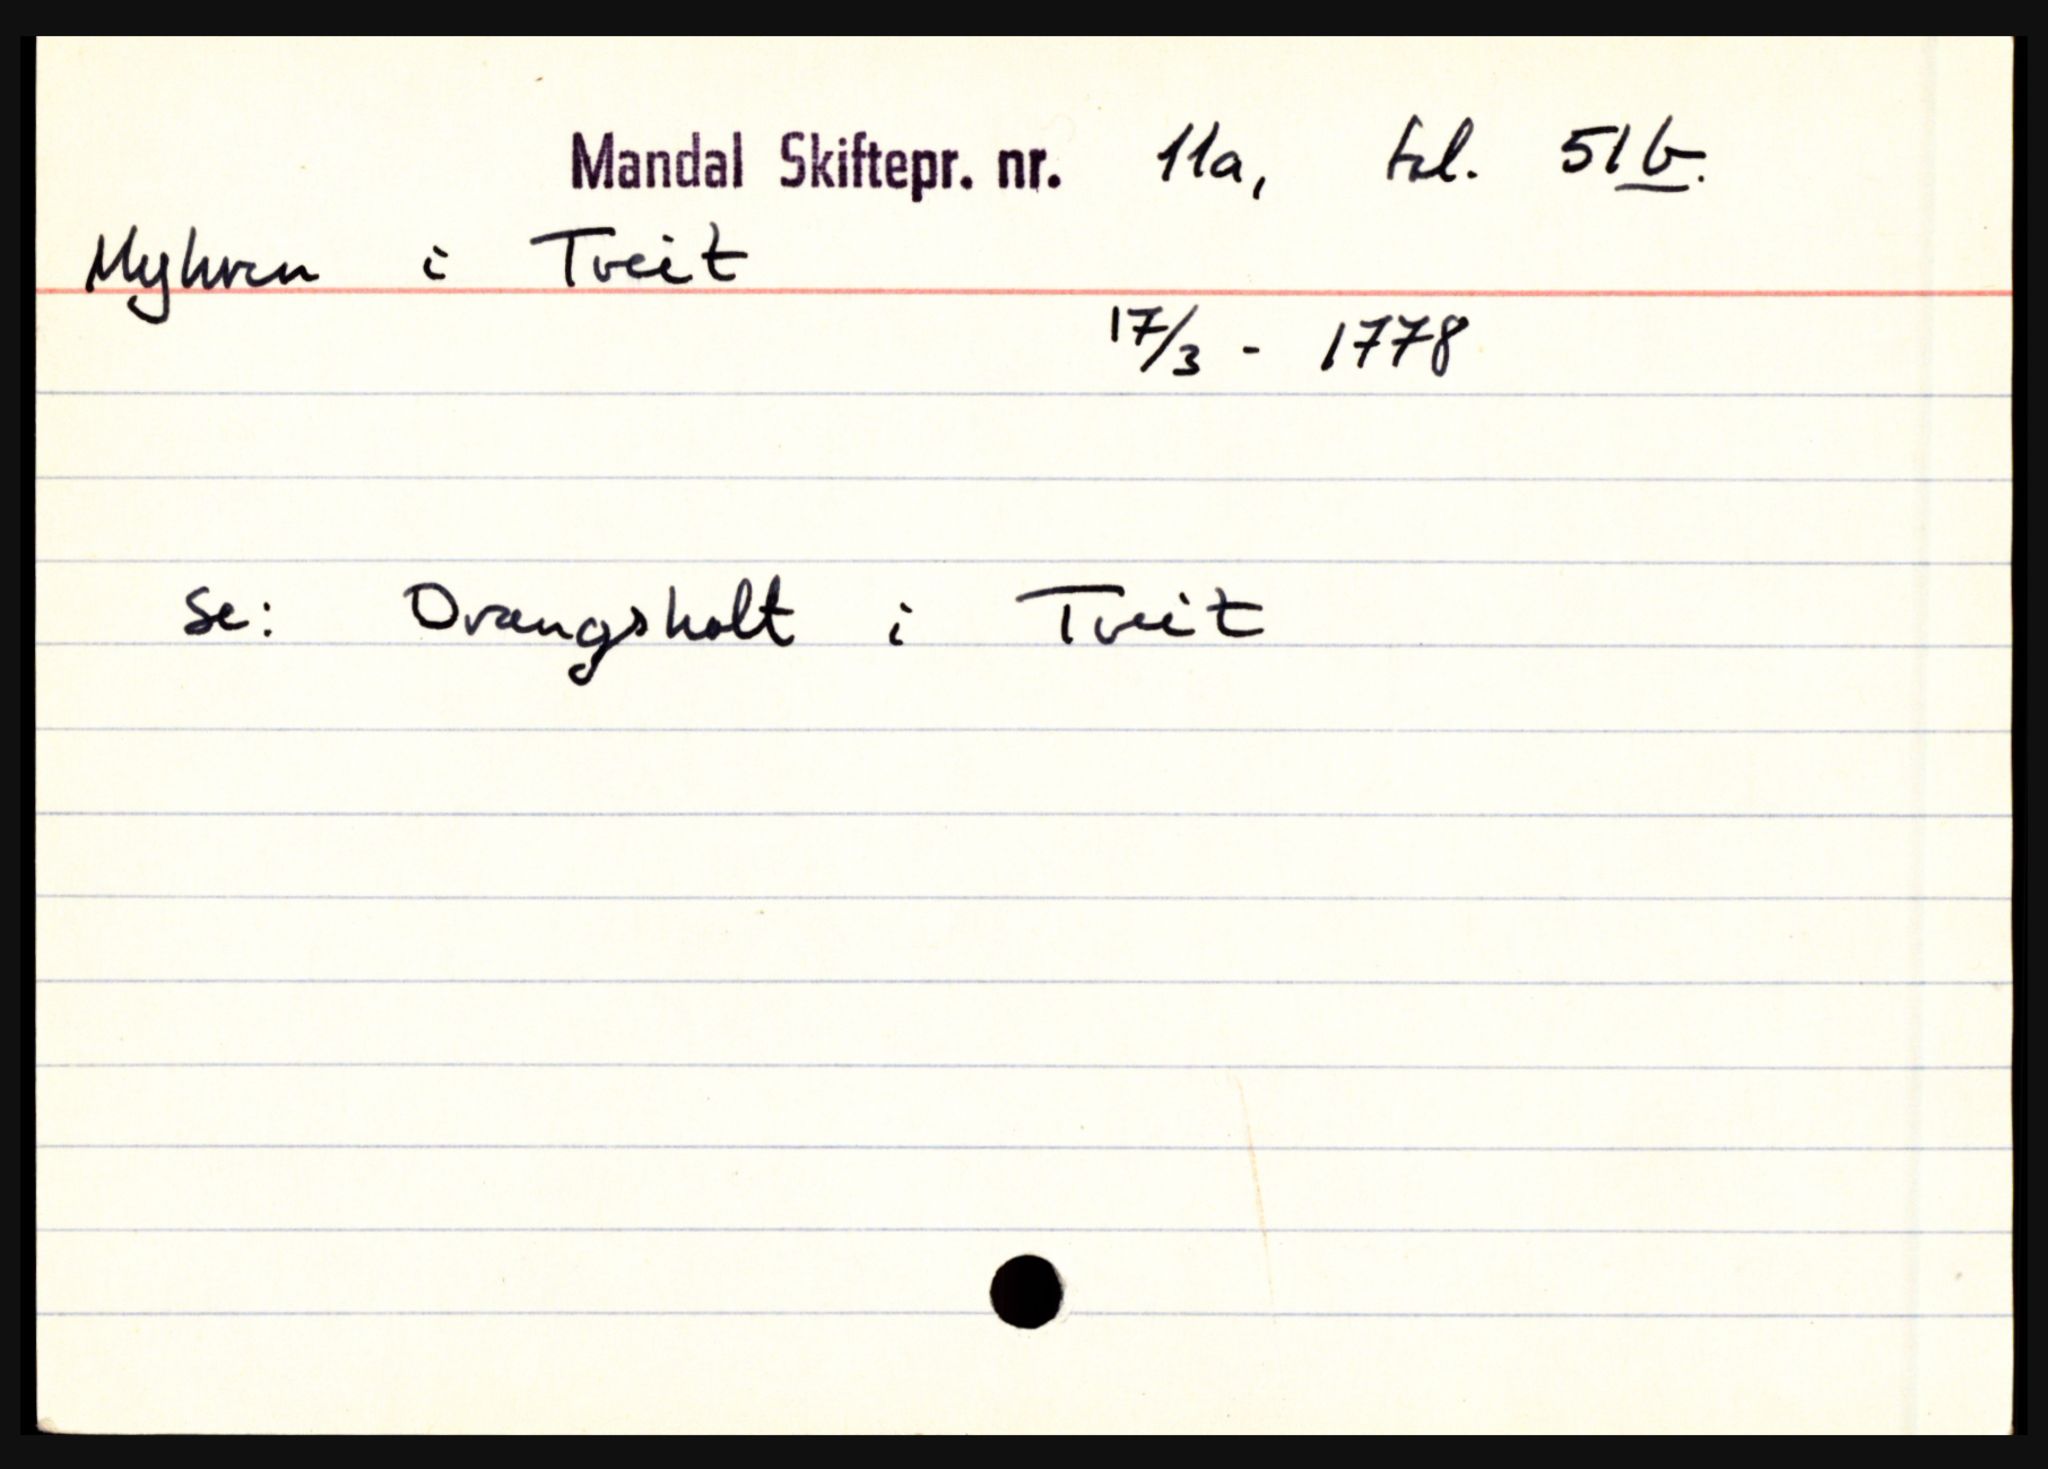 Mandal Skiftepr. nr. 11a, fol. 51b.
Myhren i Tveit
17/3 - 1778
Se: Drangsholt i Tveit